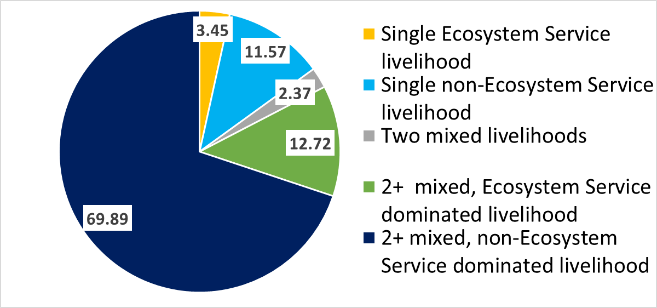 3.45
11.57
2.37
12.72
69.89
Single Ecosystem Service
livelihood
Single non-Ecosystem Service
livelihood
Two mixed livelihoods
2+ mixed, Ecosystem Service
dominated livelihood
2+ mixed, non-Ecosystem
Service dominated livelihood